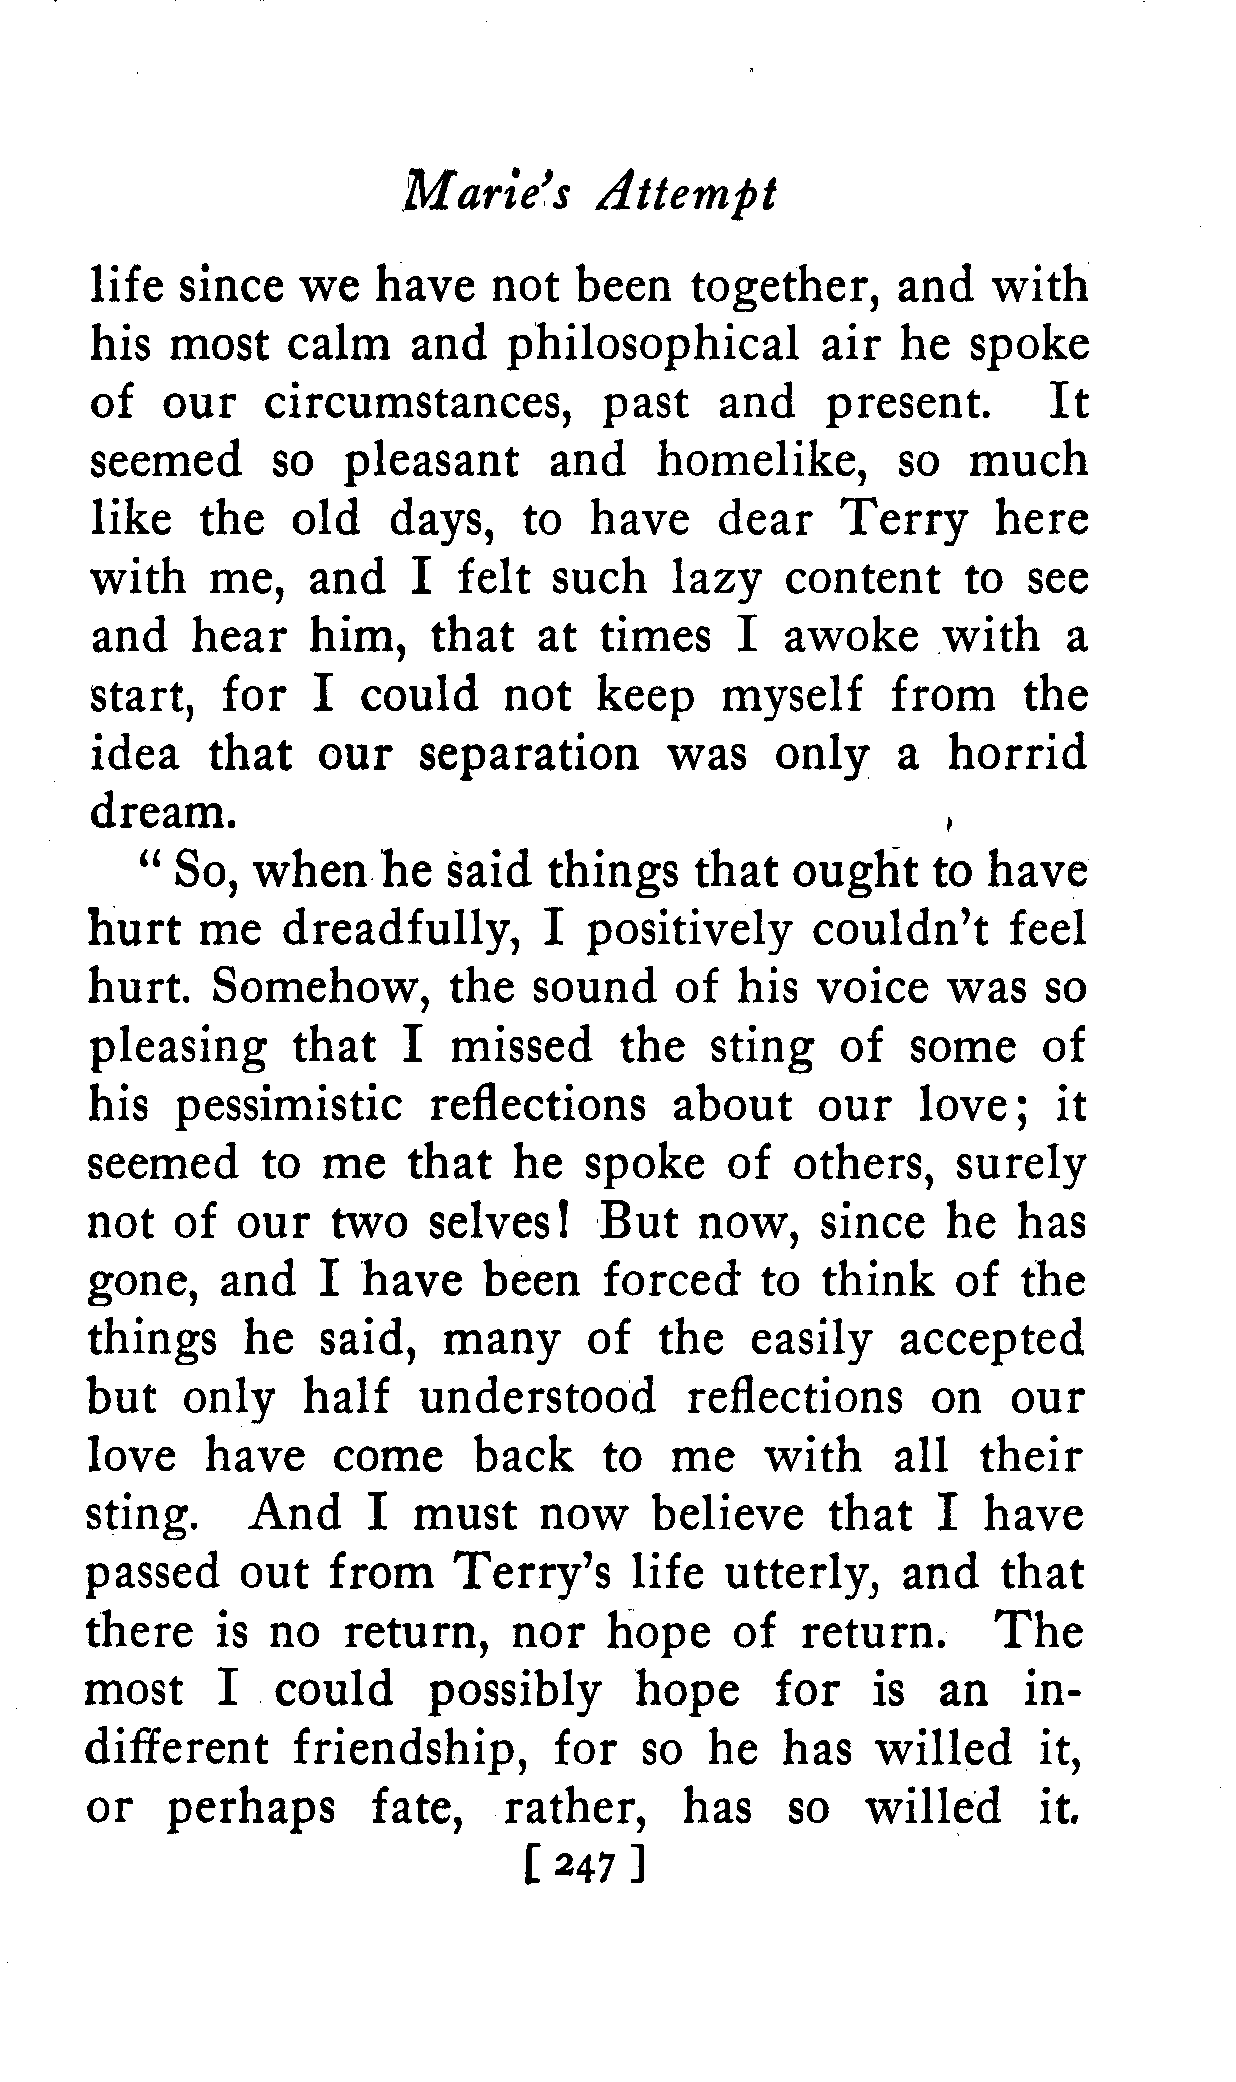 Marie's Attempt
life since we have not been together, and with
his most calm and philosophical air he spoke
of our circumstances, past and present. It
seemed so pleasant and homelike, so much
like the old days, to have dear Terry here
with me, and I felt such lazy content to see
and hear him, that at times I awoke with a
start, for I could not keep myself from the
idea that our separation was only a horrid
dream.
" So, when he said things that ought to have
hurt me dreadfully, I positively couldn't feel
hurt. Somehow, the sound of his voice was so
pleasing that I missed the sting of some of
his pessimistic reflections about our love; it
seemed to me that he spoke of others, surely
not of our two selves! But now, since he has
gone, and I have been forced to think of the
things he said, many of the easily accepted
but only half understood reflections on our
love have come back to me with all their
sting. And I must now believe that I have
passed out from Terry's life utterly, and that
there is no return, nor hope of return. The
most I could possibly hope for is an in-
different friendship, for so he has willed it,
or perhaps fate, rather, has so willed it.
[ 247 ]